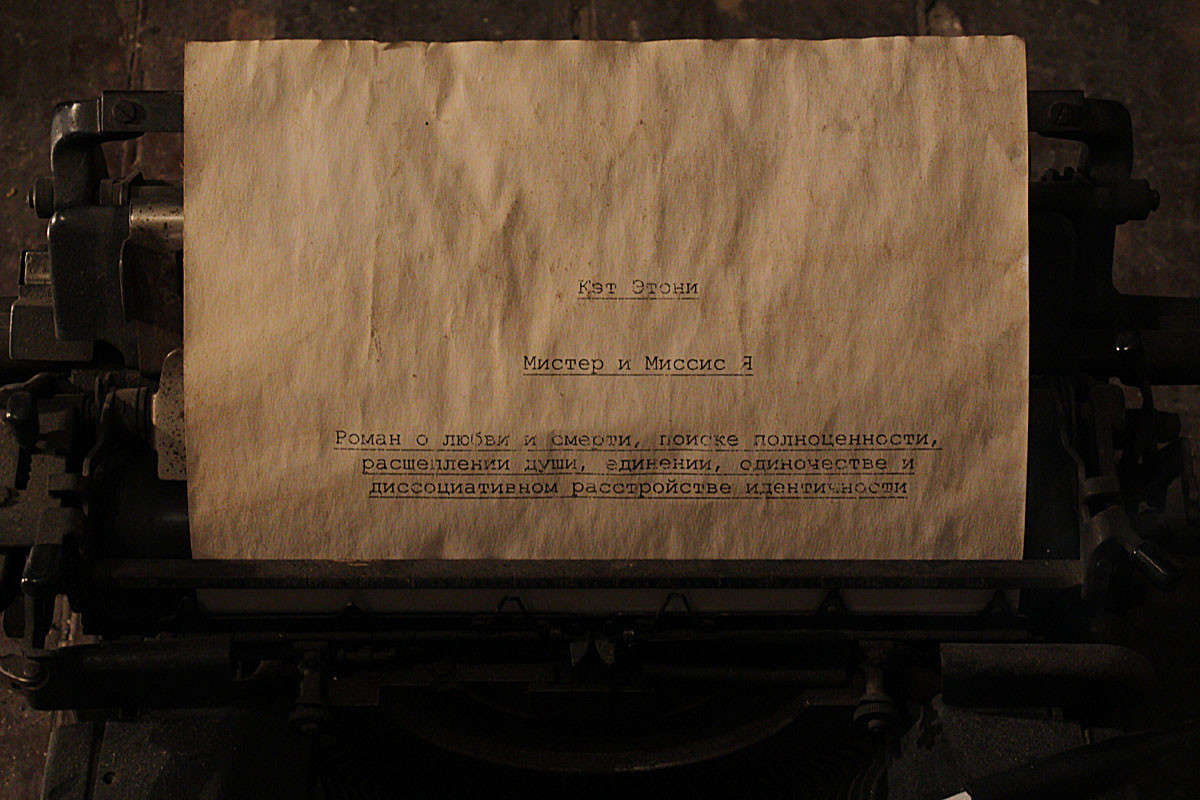 Кэт Этони
Мистер и Миссис Я
Роман о любви и смерти, поиске полноценности,
расщеплении души, единении, одиночестве и
диссоциативном расстройстве идентичности